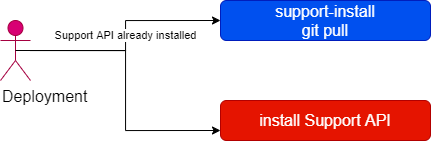 support-install
git pull
Support API already installed
Deployment
install Support API